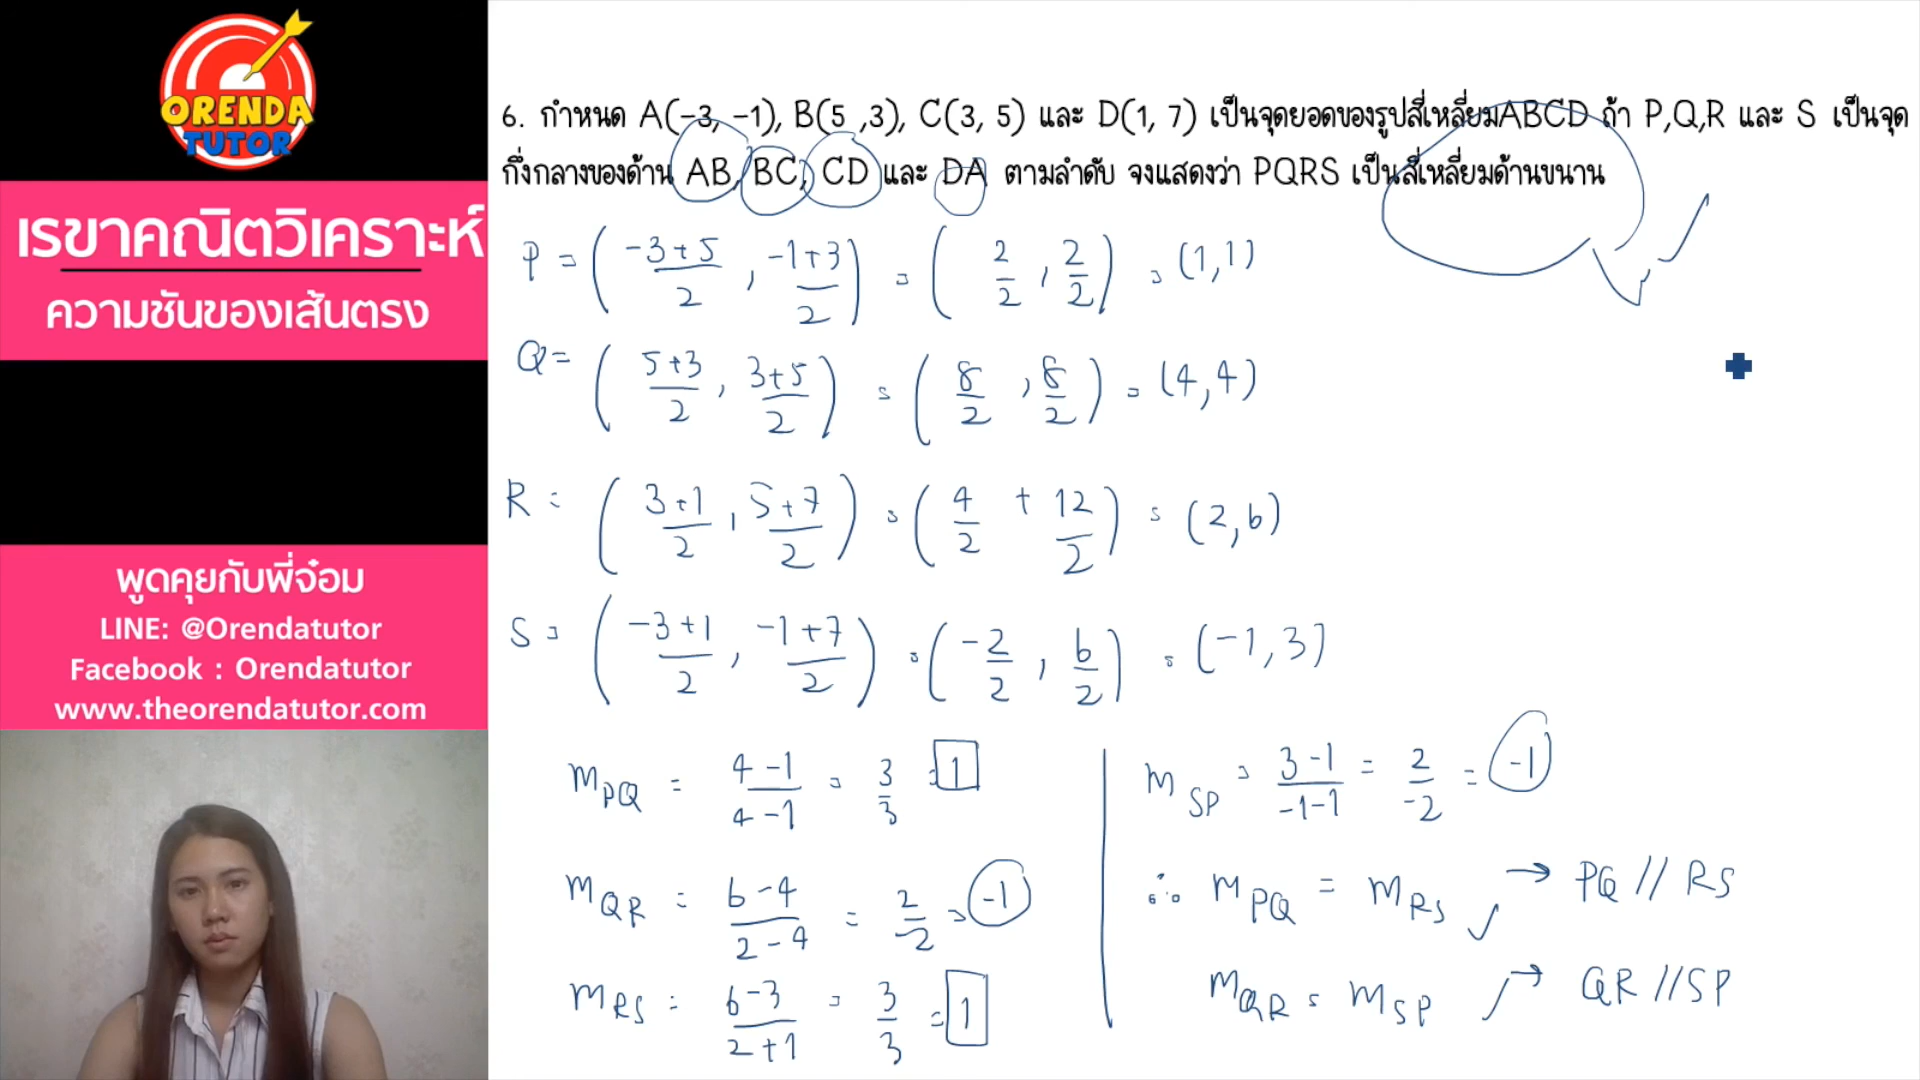 ORENDA
TUTOR
เรขาคณิตวิเคราะห์
ความชันของเส้นตรง
พูดคุยกับพี่จ๋อม
LINE: @Orendatutor
Facebook : Orendatutor
www.theorendatutor.com
6. กำหนด A(-3, -1), B(5 ,3), C(3, 5) และ D(1, 7) เป็นจุดยอดของรูปสี่เหลี่ยมABCD ถ้า P,Q,R และ S เป็นจุด
กึ่งกลางของด้าน AB, BC, CD และ DA ตามลำดับ จงแสดงว่า PQRS เป็นสี่เหลี่ยมด้านขนาน
P = (-3+5/2 , -1+3/2) = (2/2 , 2/2) = (1,1)
Q = (5+3/2 , 3+5/2) = (8/2 , 8/2) = (4,4)
R = (3+1/2 , 5+7/2) = (4/2 + 12/2) = (2,6)
S = (-3+1/2 , -1+7/2) = (-2/2 , 6/2) = (-1,3)
mPQ = 4-1/4-1 = 3/3 = 1
mQR = 6-4/2-4 = 2/-2 = -1
mRS = 6-3/2+1 = 3/3 = 1
mSP = 3-1/-1-1 = 2/-2 = -1
∴ mPQ = mRS → PQ // RS
mQR = mSP → QR // SP